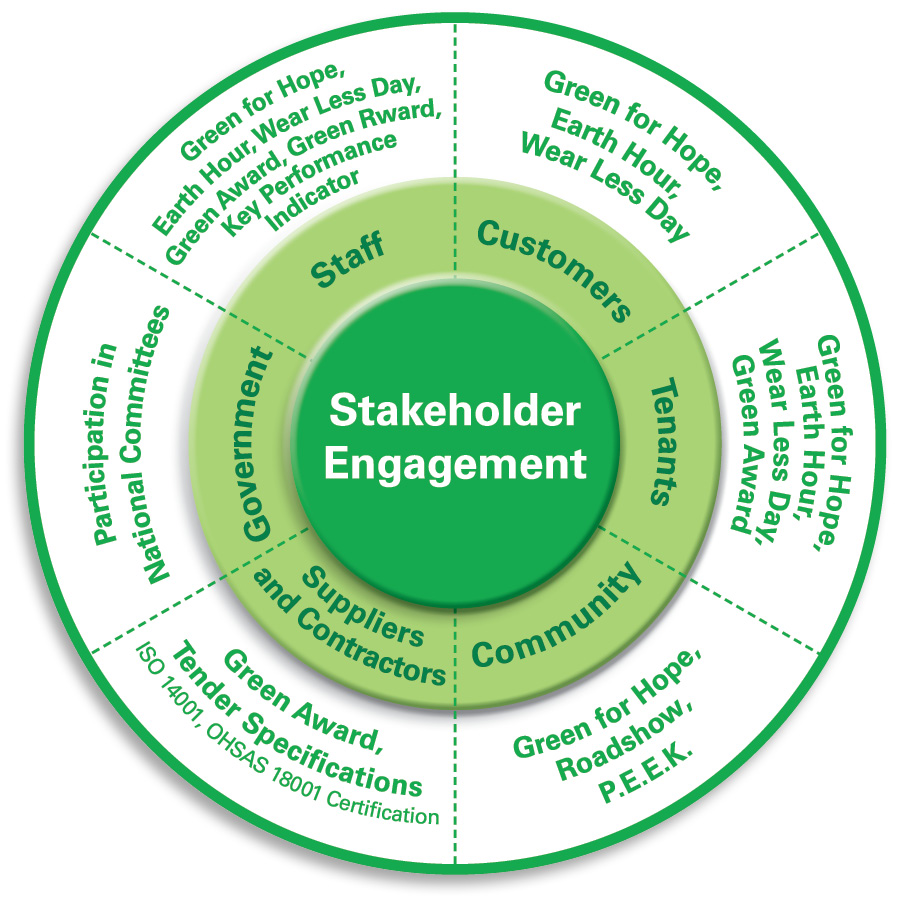 Stakeholder
Engagement
Staff
Green for Hope,
Earth Hour, Wear Less Day,
Green Award, Green Rward,
Key Performance
Indicator
Customers
Green for Hope,
Earth Hour,
Wear Less Day
Tenants
Green for Hope,
Earth Hour,
Wear Less Day,
Green Award
Community
Green for Hope,
Roadshow,
P.E.E.K.
Suppliers
and Contractors
Green Award,
Tender Specifications
ISO 14001, OHSAS 18001 Certification
Government
Participation in
National Committees